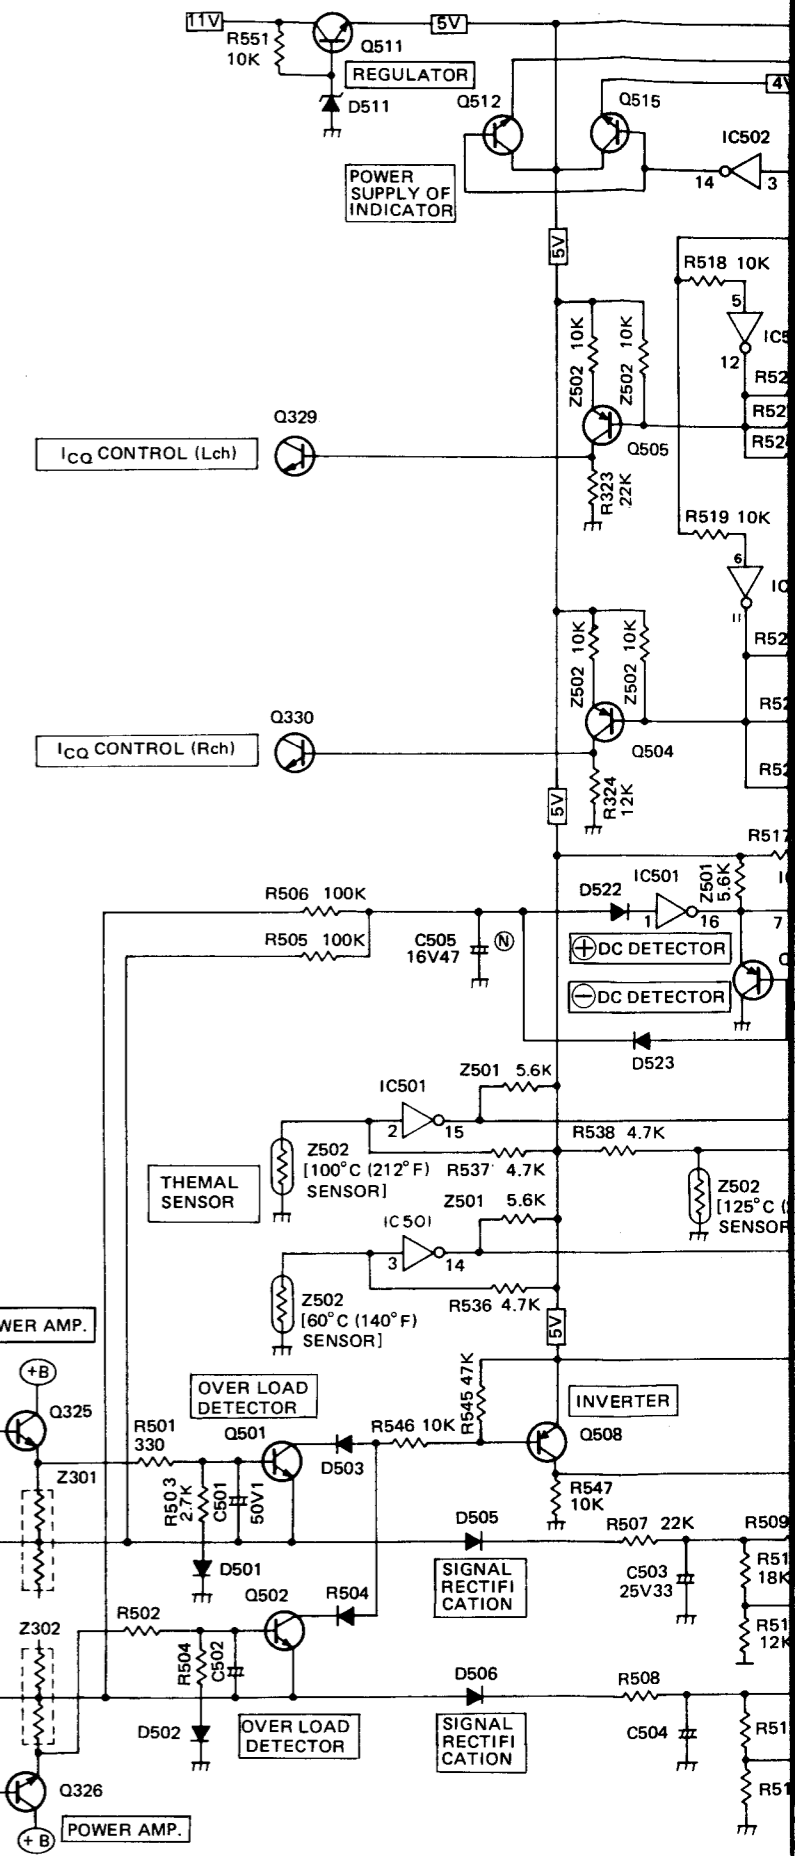 11V
R551
10K
Q511
5V
REGULATOR
D511
Q512
Q515
IC502
14
3
POWER
SUPPLY OF
INDICATOR
5V
R518 10K
5
12
Z502 10K
Z502 10K
Q329
ICQ CONTROL (Lch)
Q505
R323
22K
R519 10K
6
11
Z502 10K
Z502 10K
Q330
ICQ CONTROL (Rch)
Q504
R324
12K
5V
R517
R506 100K
R505 100K
C505
16V47
N
D522
IC501
1
16
Z501
5.6K
7
+ DC DETECTOR
− DC DETECTOR
D523
Z501 5.6K
IC501
2
15
R538 4.7K
Z502
[100°C (212°F)
SENSOR]
R537 4.7K
THEMAL
SENSOR
Z501 5.6K
Z502
[125°C
SENSOR
IC501
3
14
Z502
[60°C (140°F)
SENSOR]
R536 4.7K
5V
WER AMP.
+B
Q325
OVER LOAD
DETECTOR
R501
330
Q501
R546 10K
R545 47K
INVERTER
Q508
D503
Z301
R503
2.7K
C501
50V1
R547
10K
D501
D505
R507 22K
R509
SIGNAL
RECTIFI
CATION
C503
25V33
18K
12K
Q502
R504
R502
Z302
R504
C502
D506
R508
D502
OVER LOAD
DETECTOR
SIGNAL
RECTIFI
CATION
C504
Q326
POWER AMP.
+B